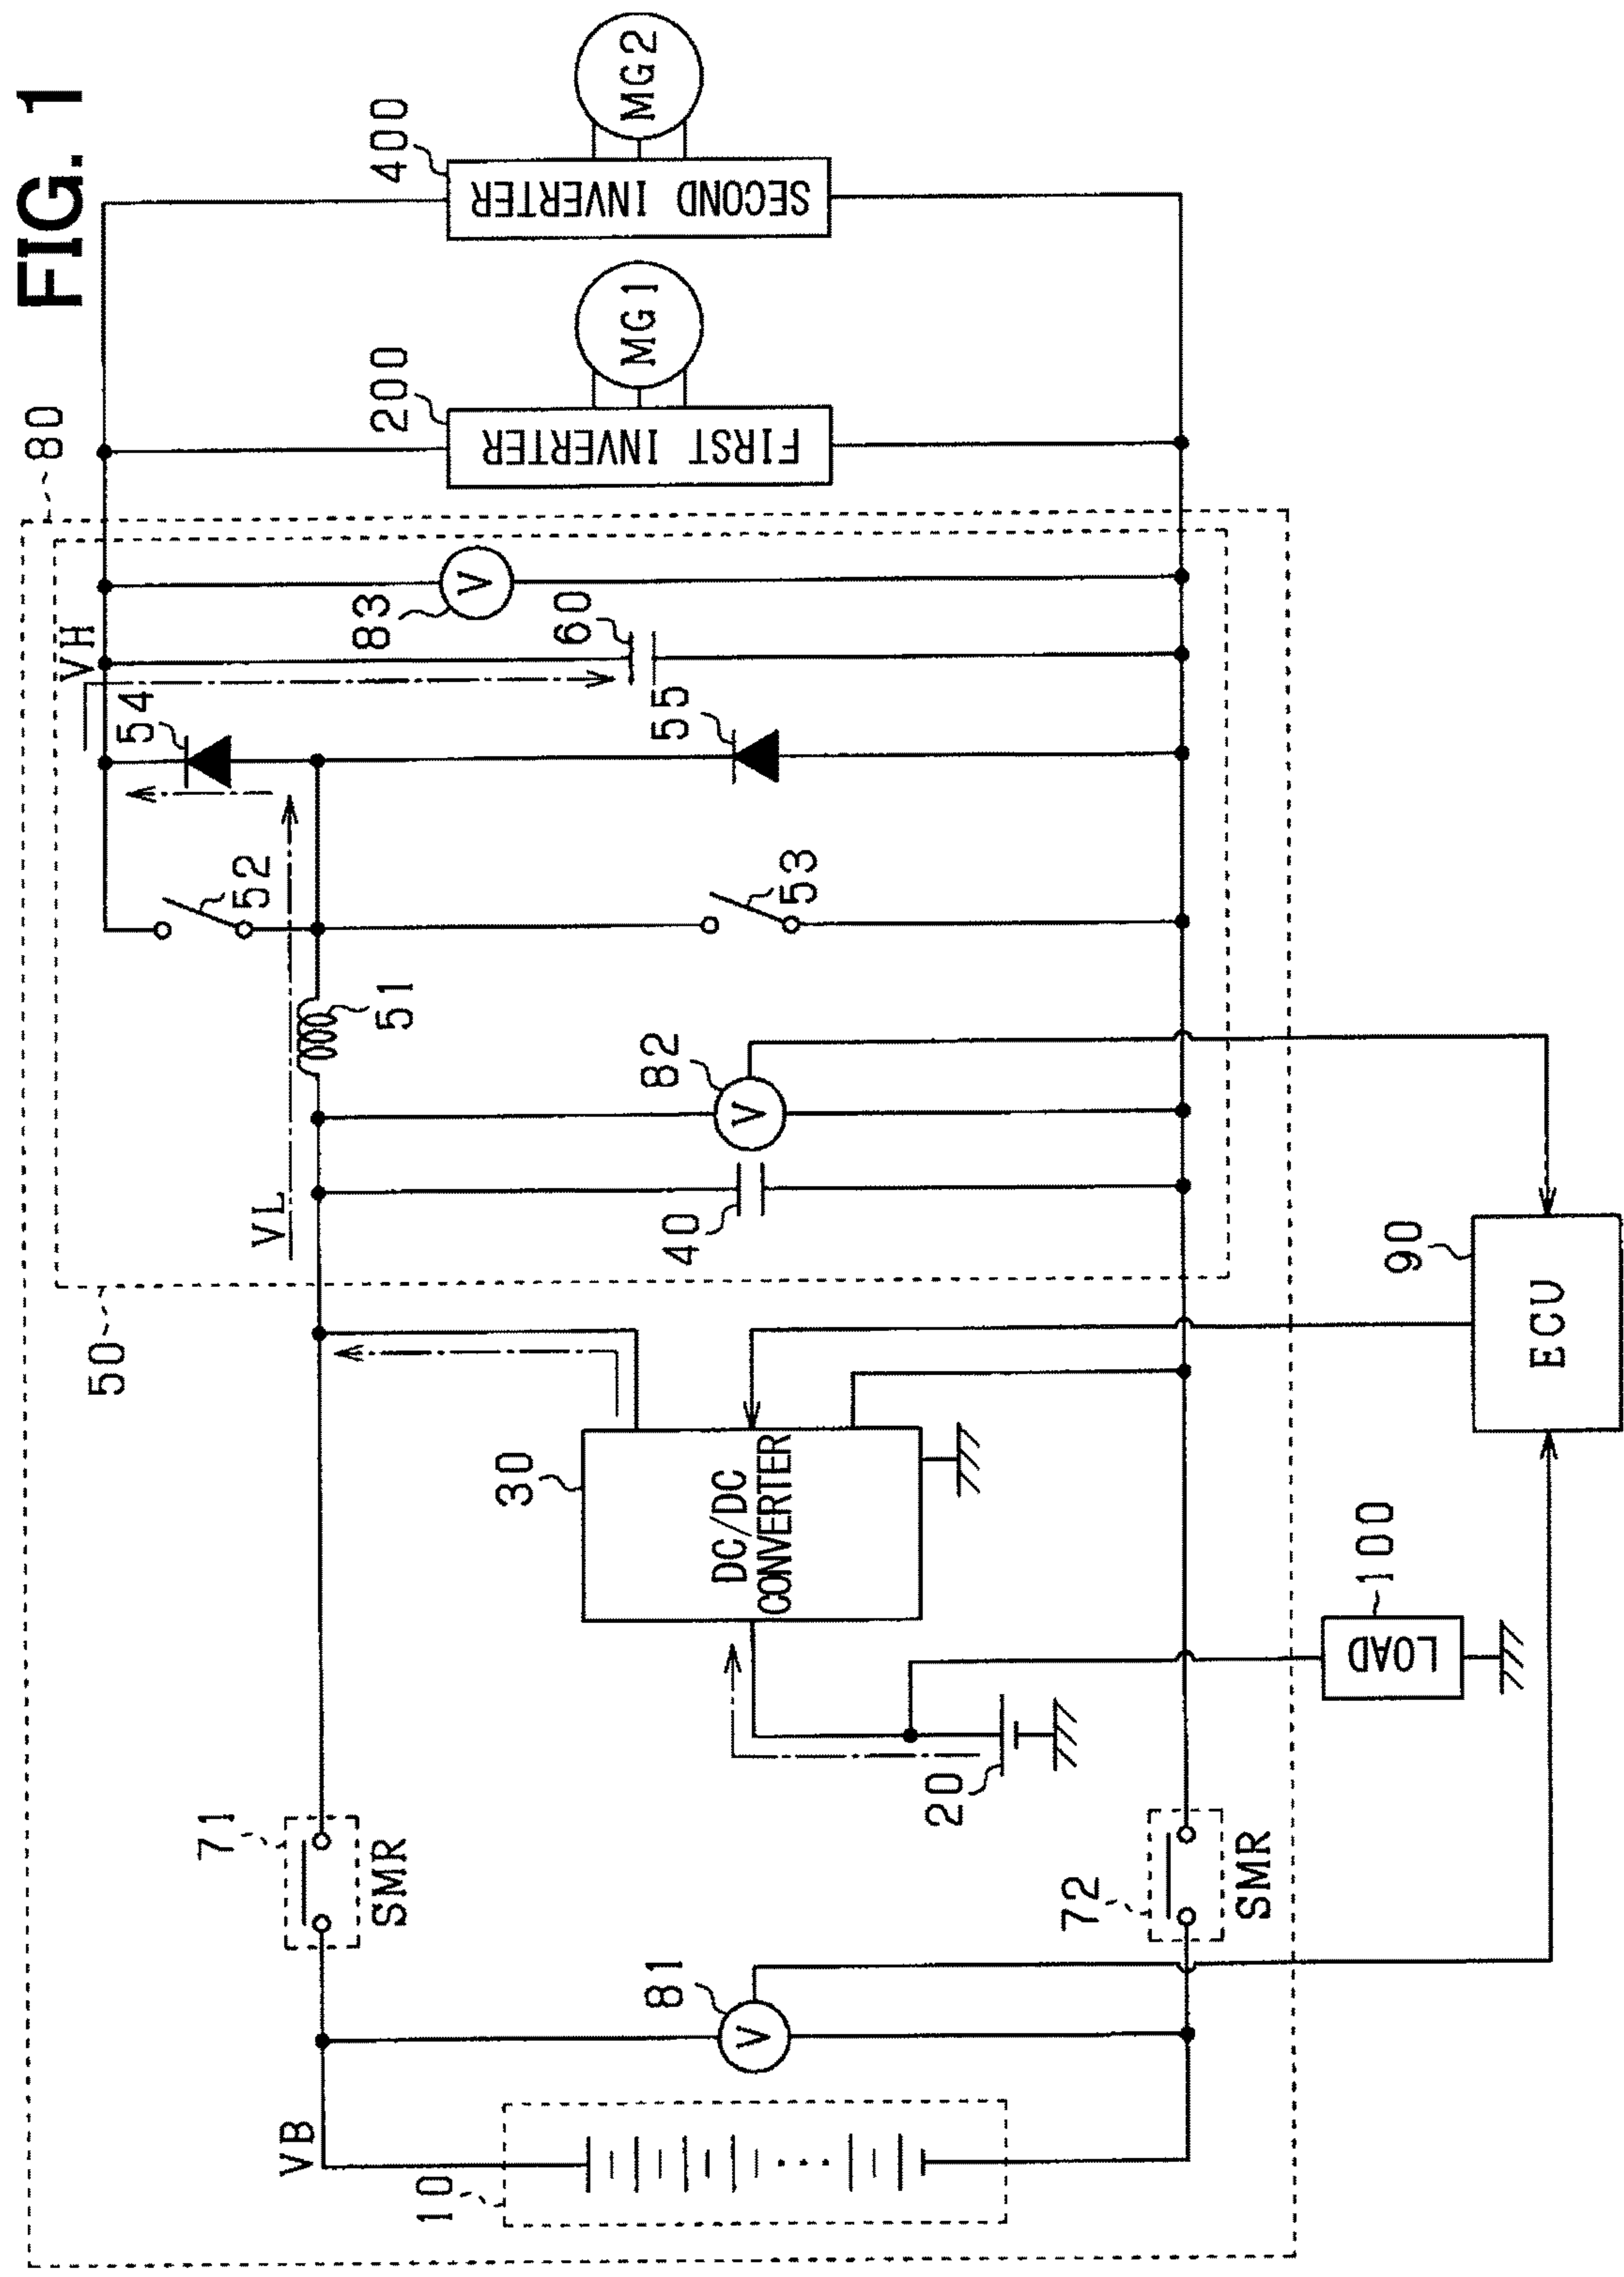 FIG. 1
80
50
VB
10
81
V
71
SMR
72
SMR
20
30
DC/DC
CONVERTER
LOAD
100
ECU
90
VL
40
82
V
51
52
53
54
55
VH
60
83
V
200
FIRST INVERTER
MG1
400
SECOND INVERTER
MG2